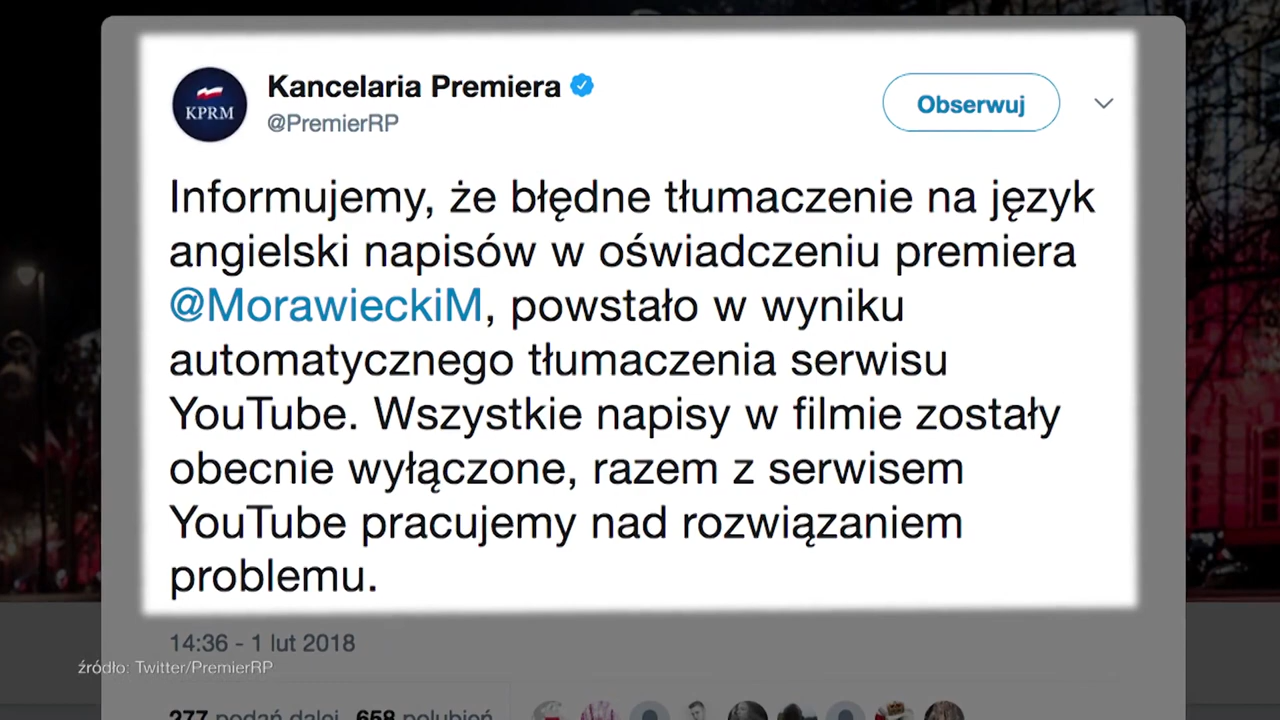 KPRM
Kancelaria Premiera
@PremierRP
Obserwuj
Informujemy, że błędne tłumaczenie na język
angielski napisów w oświadczeniu premiera
@MorawieckiM, powstało w wyniku
automatycznego tłumaczenia serwisu
YouTube. Wszystkie napisy w filmie zostały
obecnie wyłączone, razem z serwisem
YouTube pracujemy nad rozwiązaniem
problemu.
14:36 - 1 lut 2018
źródło: Twitter/PremierRP
377 podań dalej 658 polubień